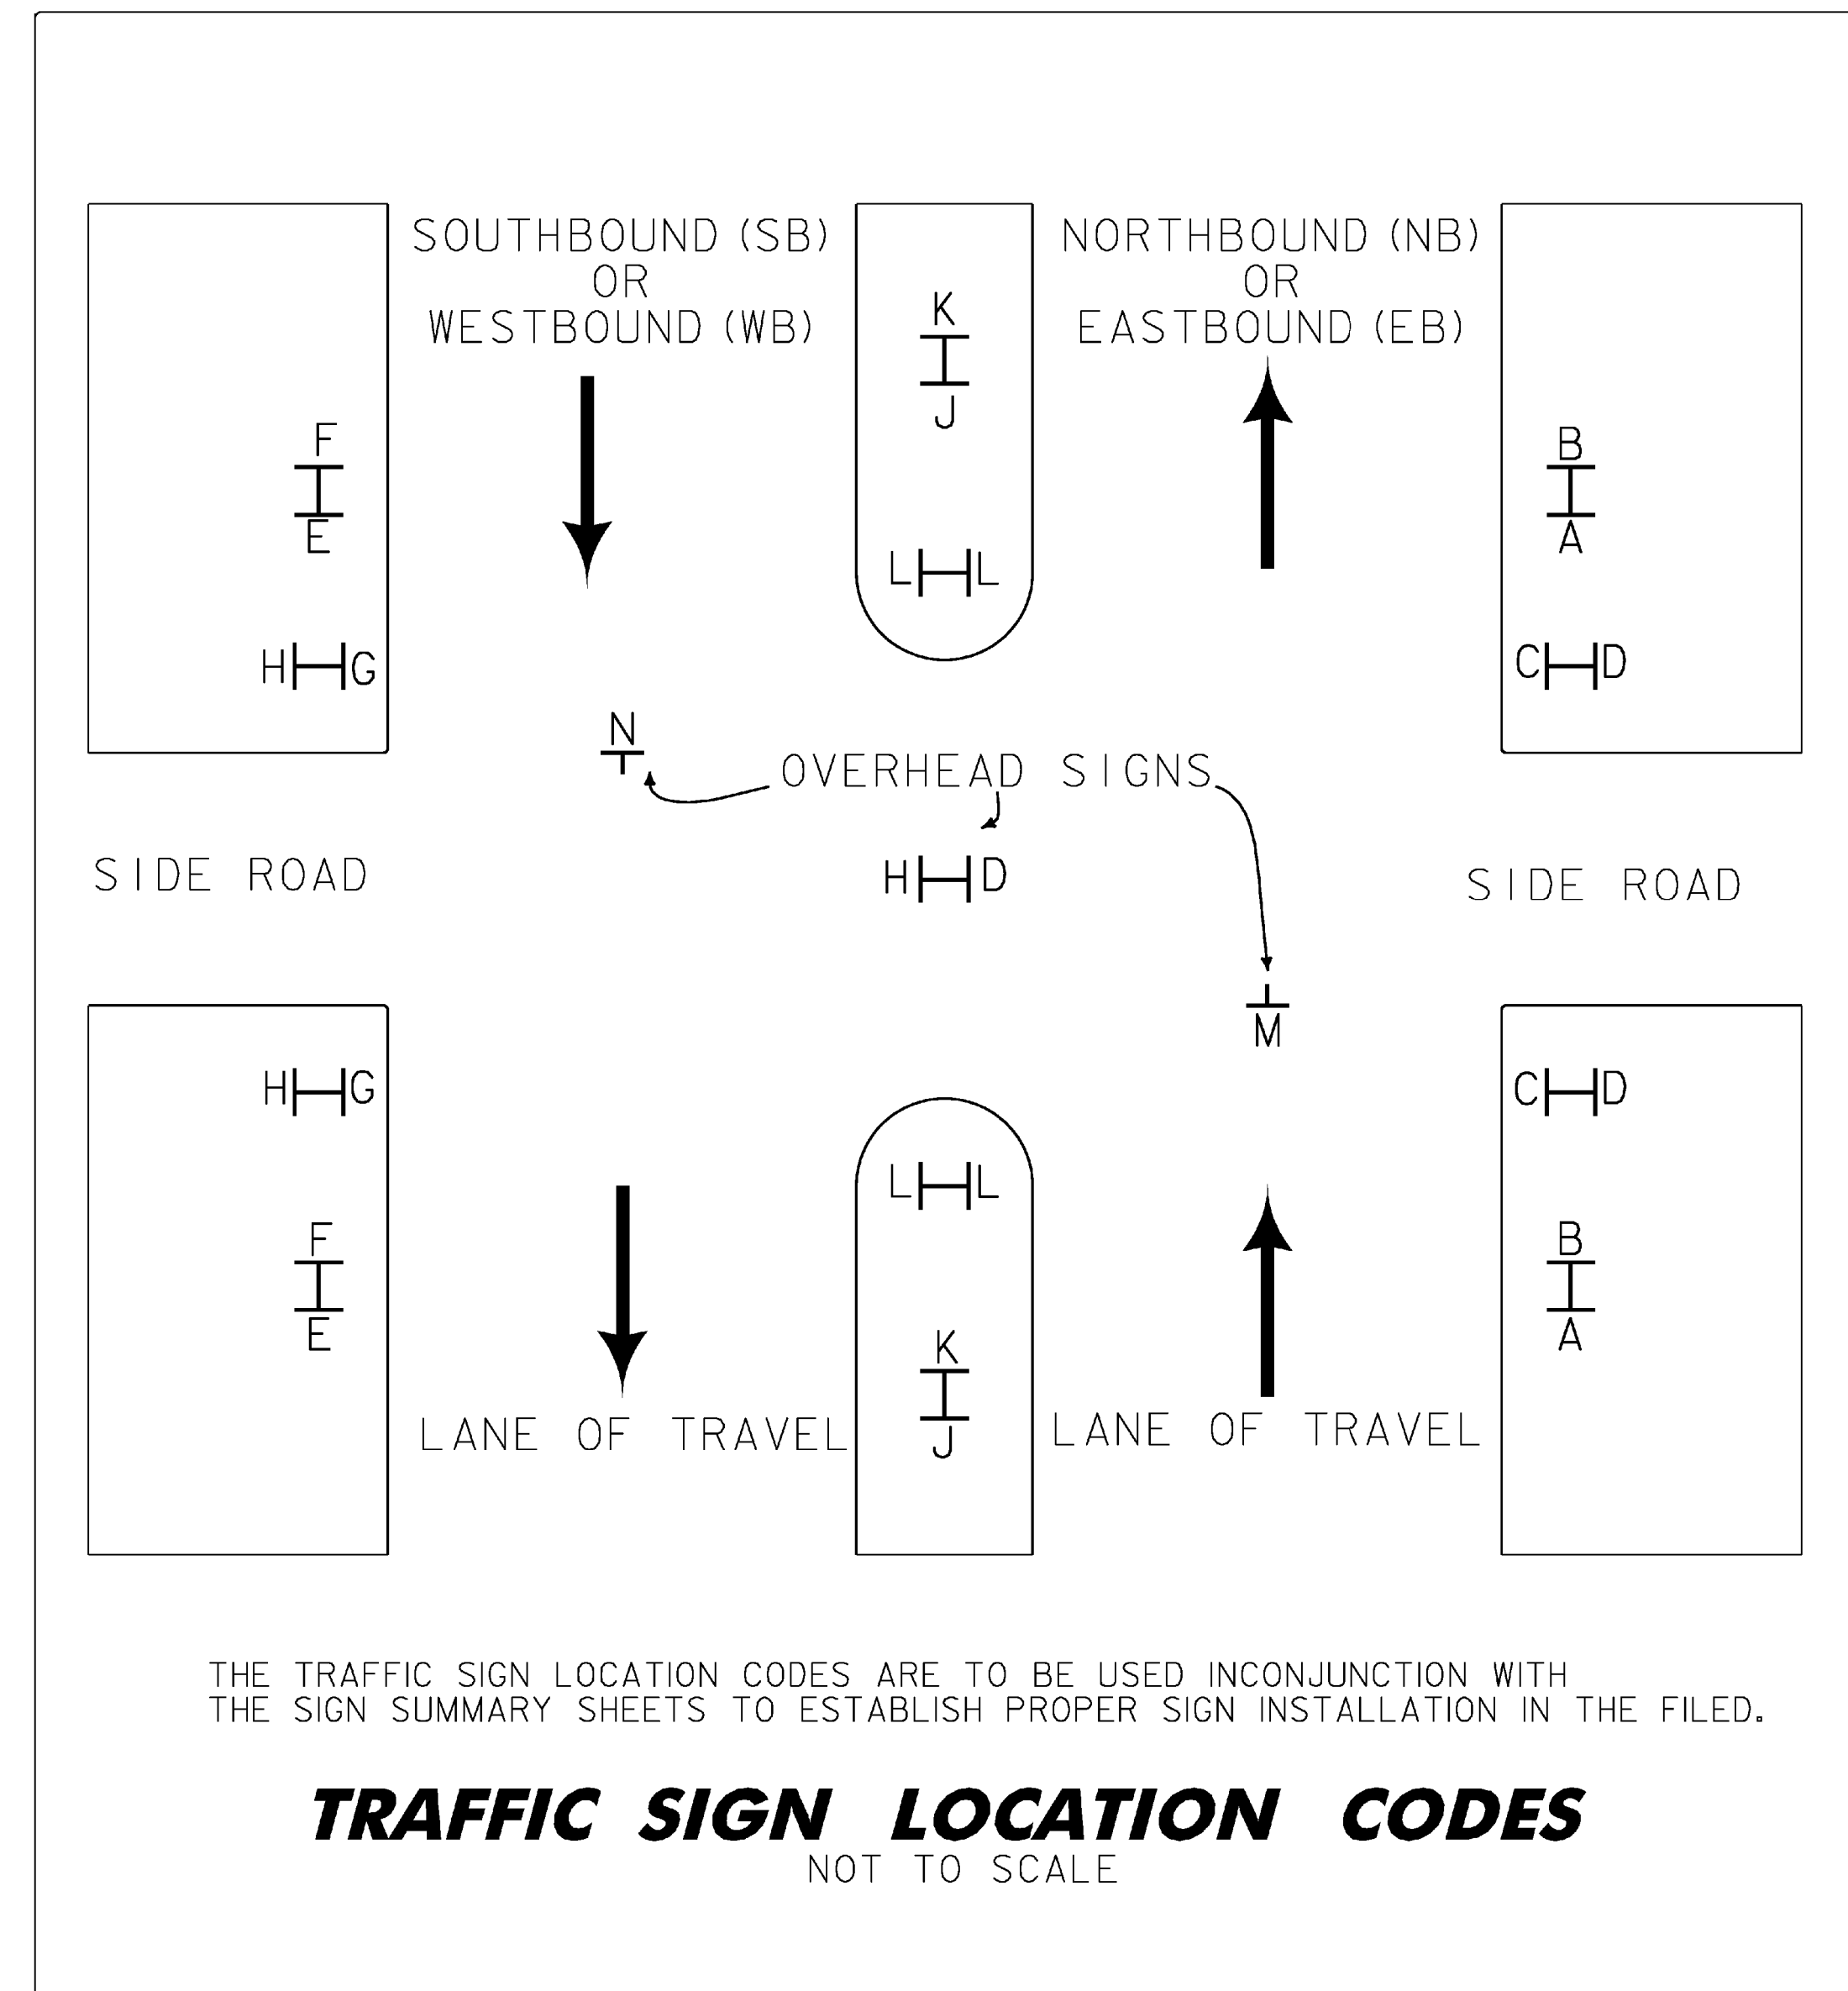 SOUTHBOUND (SB)
OR
WESTBOUND (WB)
NORTHBOUND (NB)
OR
EASTBOUND (EB)
K
J
F
E
B
A
L L
H G
C D
N
OVERHEAD SIGNS
SIDE ROAD
H D
SIDE ROAD
M
H G
C D
L L
F
E
B
A
K
J
LANE OF TRAVEL
LANE OF TRAVEL
THE TRAFFIC SIGN LOCATION CODES ARE TO BE USED INCONJUNCTION WITH
THE SIGN SUMMARY SHEETS TO ESTABLISH PROPER SIGN INSTALLATION IN THE FILED.
TRAFFIC SIGN LOCATION CODES
NOT TO SCALE